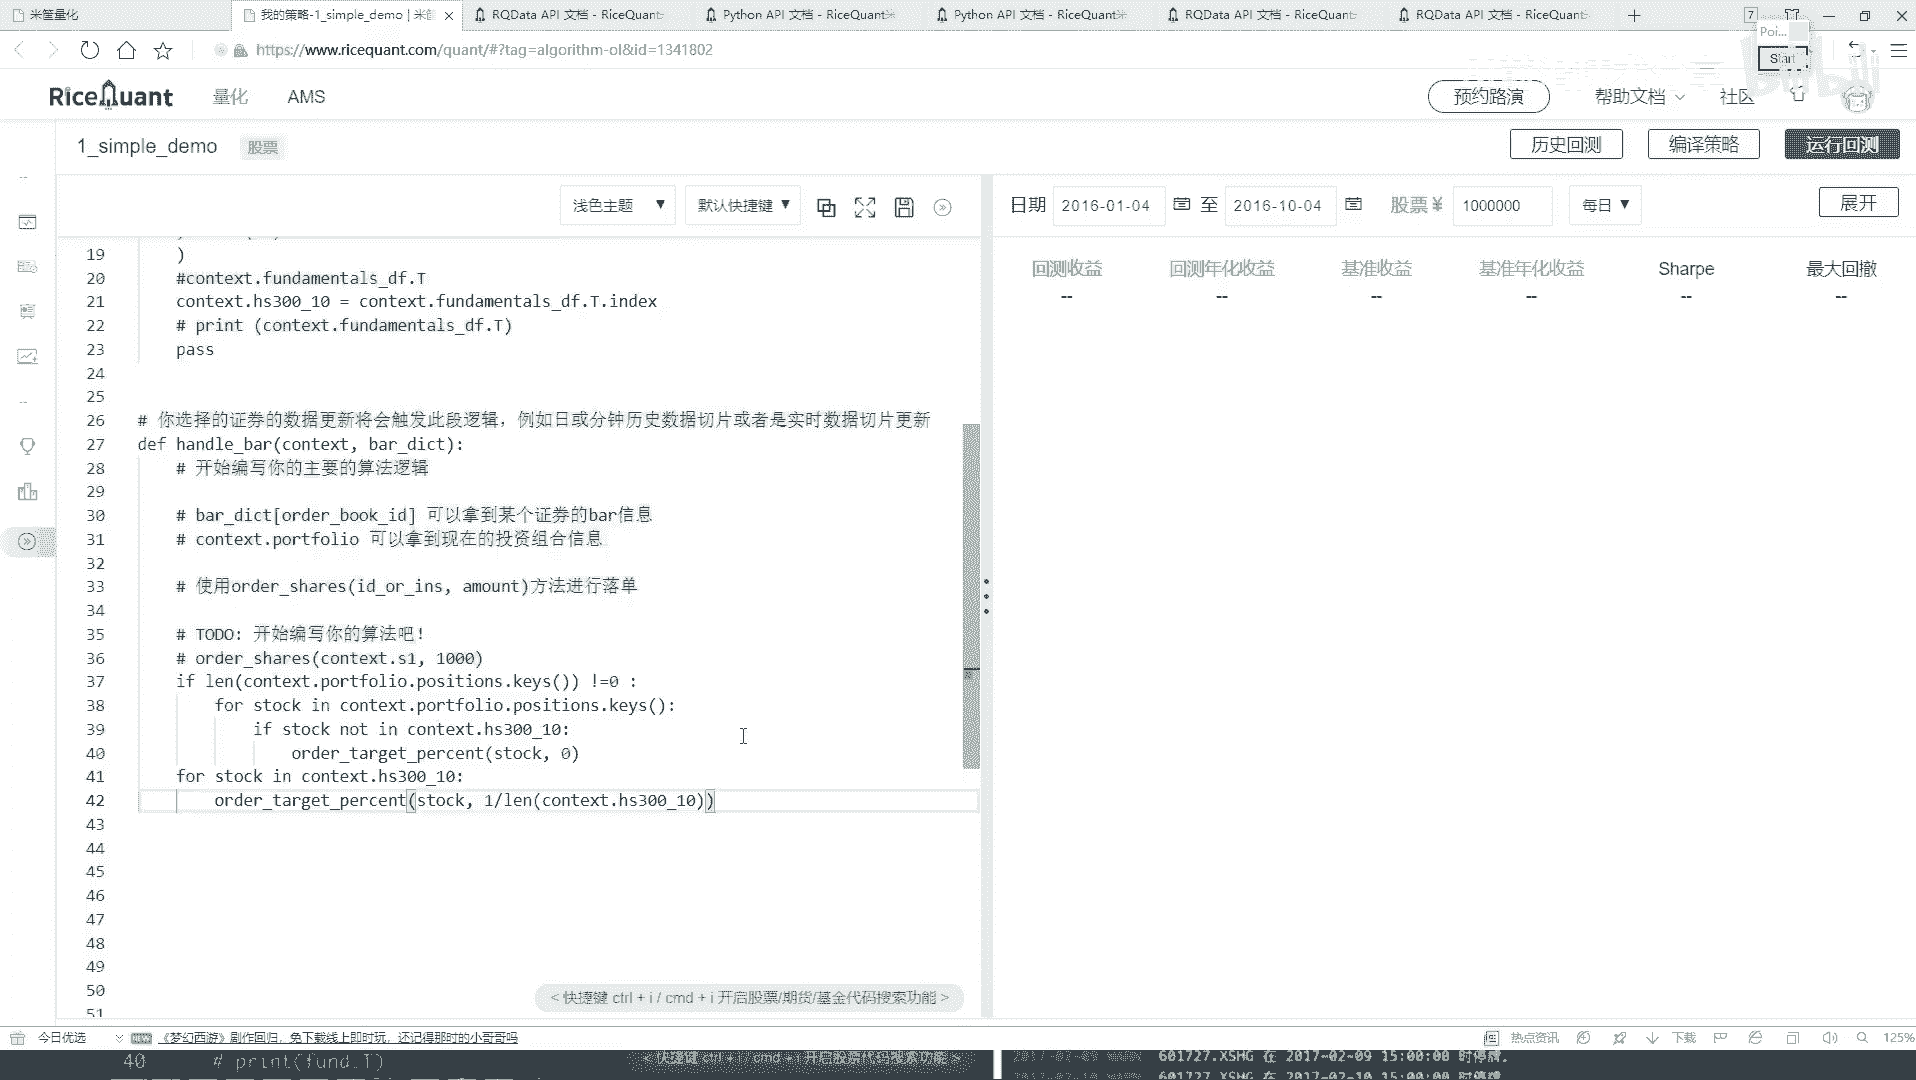 米筐量化
我的策略-1_simple_demo | 米筐
RQData API 文档 - RiceQuant
Python API 文档 - RiceQuant
Python API 文档 - RiceQuant
RQData API 文档 - RiceQuant
RQData API 文档 - RiceQuant
7
Poi...
Start
https://www.ricequant.com/quant/#?tag=algorithm-ol&id=1341802
RiceQuant
量化
AMS
预约路演
帮助文档
社区
1_simple_demo
股票
历史回测
编译策略
运行回测
浅色主题
默认快捷键
日期 2016-01-04 至 2016-10-04 股票 ¥ 1000000 每日
展开
回测收益 回测年化收益 基准收益 基准年化收益 Sharpe 最大回撤
-- -- -- -- -- --
19 )
20 #context.fundamentals_df.T
21 context.hs300_10 = context.fundamentals_df.T.index
22 # print (context.fundamentals_df.T)
23 pass
24
25
26 # 你选择的证券的数据更新将会触发此段逻辑，例如日或分钟历史数据切片或者是实时数据切片更新
27 def handle_bar(context, bar_dict):
28 # 开始编写你的主要的算法逻辑
29
30 # bar_dict[order_book_id] 可以拿到某个证券的bar信息
31 # context.portfolio 可以拿到现在的投资组合信息
32
33 # 使用order_shares(id_or_ins, amount)方法进行落单
34
35 # TODO: 开始编写你的算法吧！
36 # order_shares(context.s1, 1000)
37 if len(context.portfolio.positions.keys()) !=0 :
38 for stock in context.portfolio.positions.keys():
39 if stock not in context.hs300_10:
40 order_target_percent(stock, 0)
41 for stock in context.hs300_10:
42 order_target_percent(stock, 1/len(context.hs300_10))
43
44
45
46
47
48
49
50
51
< 快捷键 ctrl + i / cmd + i 开启股票/期货/基金代码搜索功能 >
今日优选
《梦幻西游》剧作回归，免下载线上即时玩，还记得那时的小哥哥吗
热点资讯
下载
125%
40 # print(fund.T)
< 快捷键 ctrl + i / cmd + i 开启股票代码搜索功能 >
2017-02-09 601727.XSHG 在 2017-02-09 15:00:00 时停牌。
601727.XSHG 在 2017-02-10 15:00:00 时停牌。